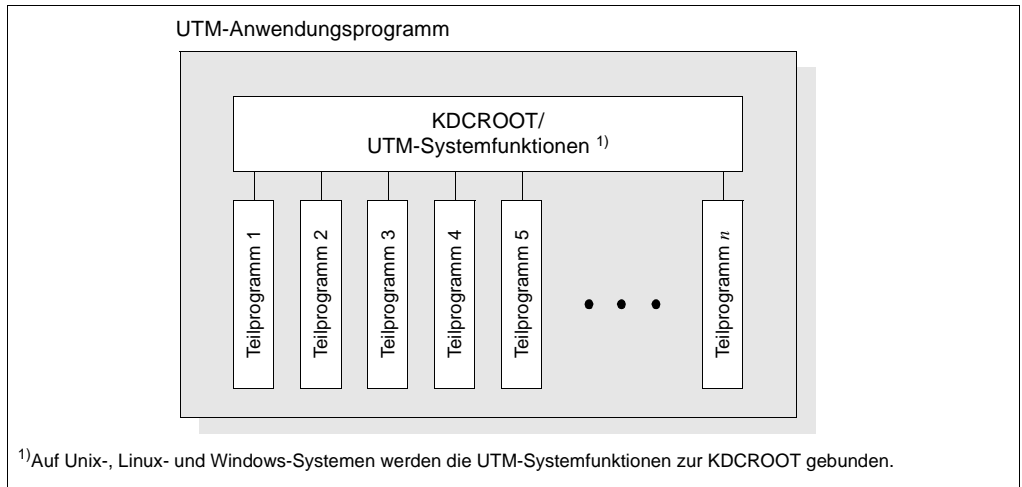 UTM-Anwendungsprogramm
KDCROOT/
UTM-Systemfunktionen 1)
Teilprogramm 1
Teilprogramm 2
Teilprogramm 3
Teilprogramm 4
Teilprogramm 5
Teilprogramm n
1)Auf Unix-, Linux- und Windows-Systemen werden die UTM-Systemfunktionen zur KDCROOT gebunden.